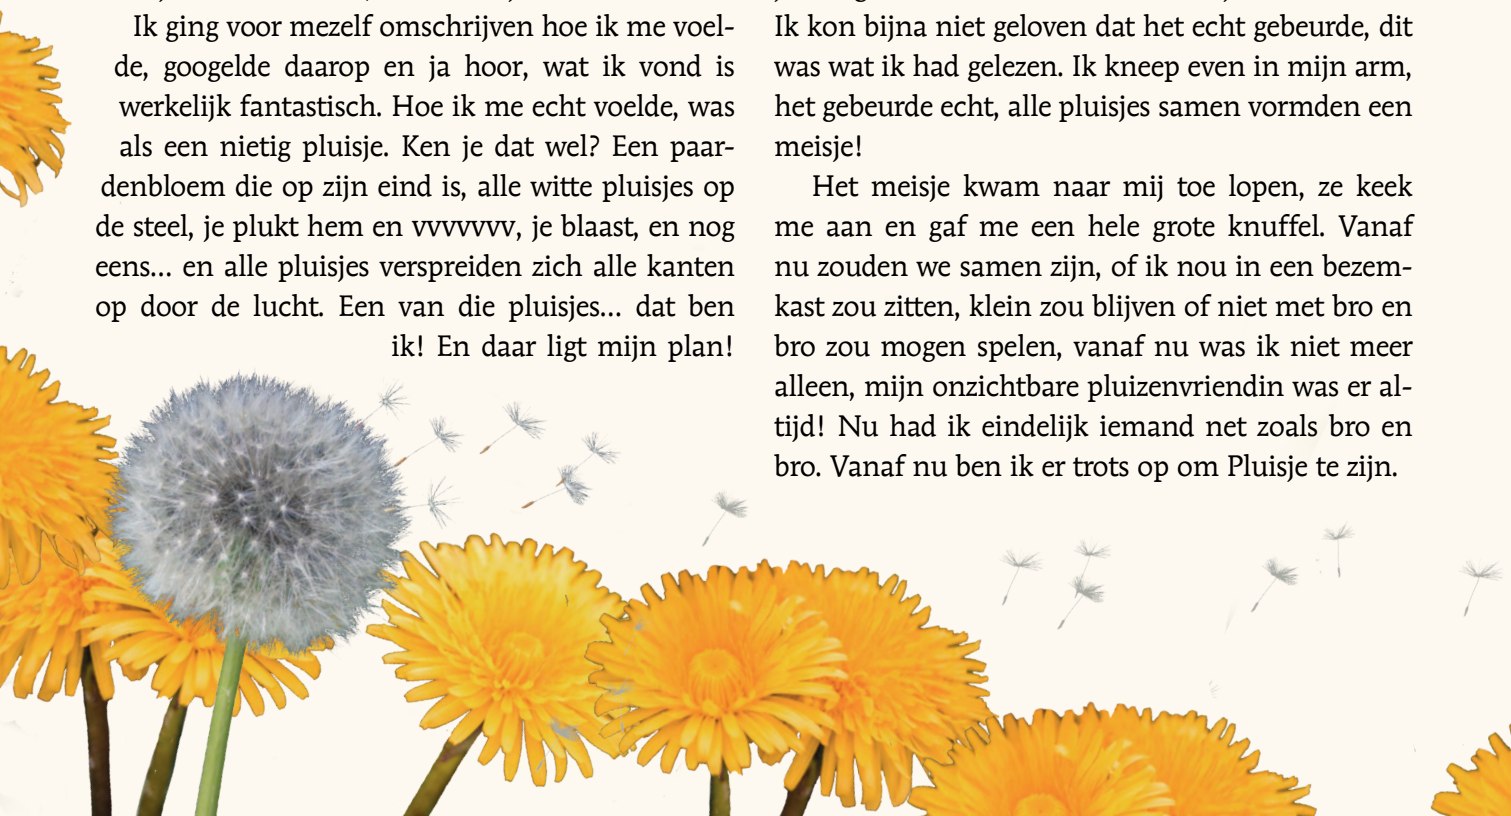 Ik ging voor mezelf omschrijven hoe ik me voel-
de, googelde daarop en ja hoor, wat ik vond is
werkelijk fantastisch. Hoe ik me echt voelde, was
als een nietig pluisje. Ken je dat wel? Een paar-
denbloem die op zijn eind is, alle witte pluisjes op
de steel, je plukt hem en vvvvvvv, je blaast, en nog
eens... en alle pluisjes verspreiden zich alle kanten
op door de lucht. Een van die pluisjes... dat ben
ik! En daar ligt mijn plan!
Ik kon bijna niet geloven dat het echt gebeurde, dit
was wat ik had gelezen. Ik kneep even in mijn arm,
het gebeurde echt, alle pluisjes samen vormden een
meisje!
Het meisje kwam naar mij toe lopen, ze keek
me aan en gaf me een hele grote knuffel. Vanaf
nu zouden we samen zijn, of ik nou in een bezem-
kast zou zitten, klein zou blijven of niet met bro en
bro zou mogen spelen, vanaf nu was ik niet meer
alleen, mijn onzichtbare pluizenvriendin was er al-
tijd! Nu had ik eindelijk iemand net zoals bro en
bro. Vanaf nu ben ik er trots op om Pluisje te zijn.